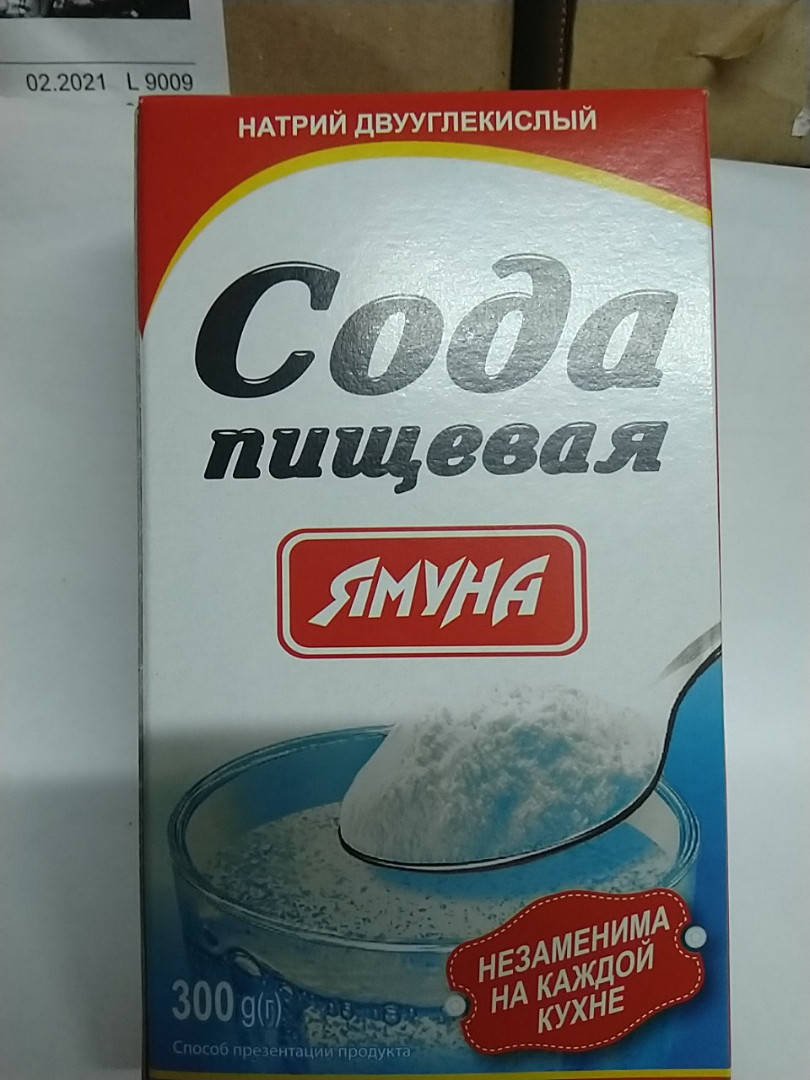 02.2021 L 9009
НАТРИЙ ДВУУГЛЕКИСЛЫЙ
Сода
пищевая
ЯМУНА
НЕЗАМЕНИМА
НА КАЖДОЙ
КУХНЕ
300 g(г)
Способ презентации продукта